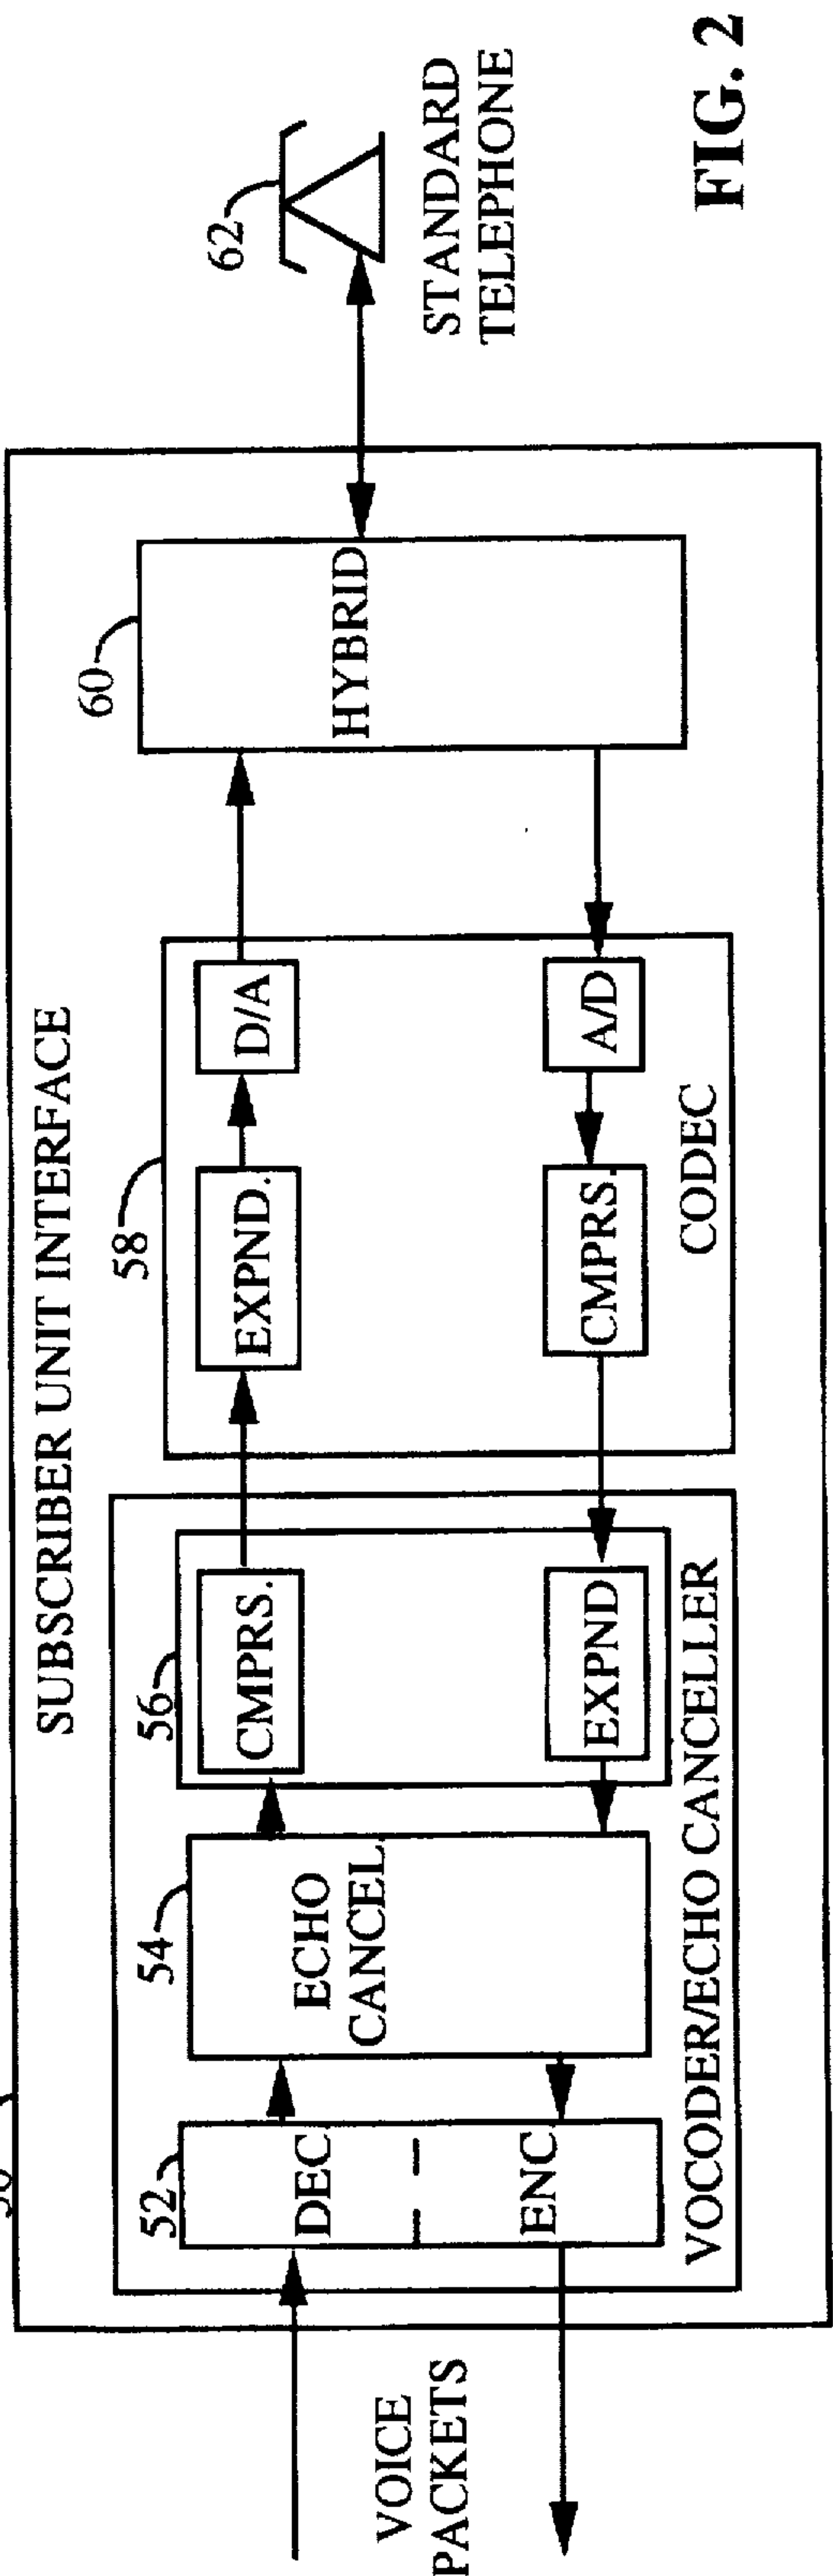 SUBSCRIBER UNIT INTERFACE
52
54
56
58
60
62
VOICE
PACKETS
DEC
ENC
ECHO
CANCEL.
CMPRS.
EXPND
EXPND.
CMPRS.
D/A
A/D
HYBRID
STANDARD
TELEPHONE
VOCODER/ECHO CANCELLER
CODEC
FIG. 2